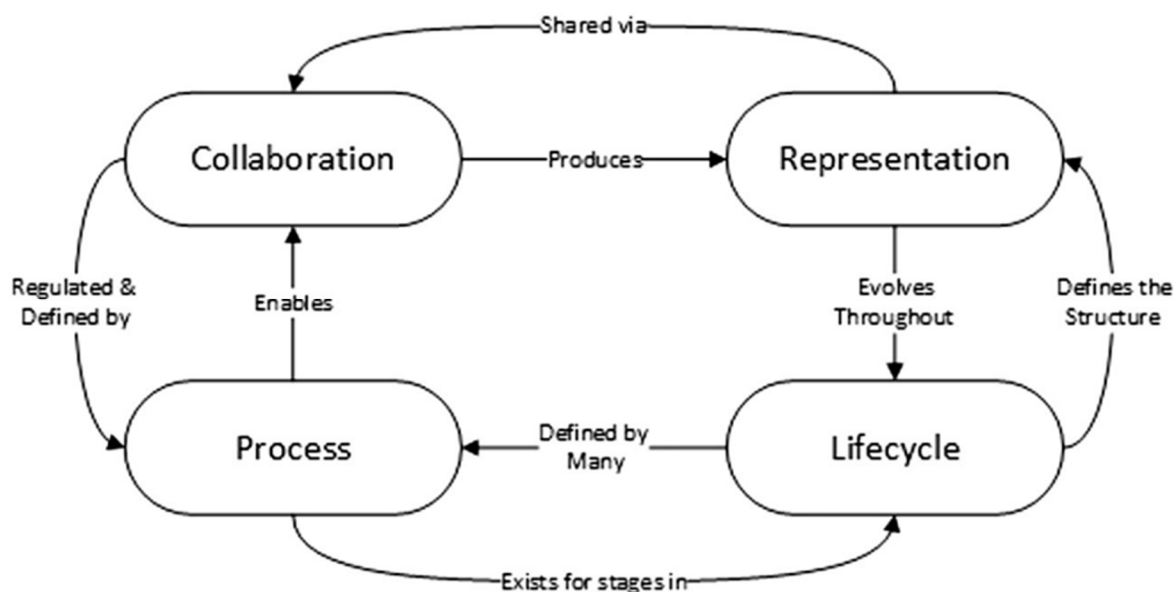 Shared via
Collaboration
Produces
Representation
Regulated &
Defined by
Enables
Evolves
Throughout
Defines the
Structure
Process
Defined by
Many
Lifecycle
Exists for stages in